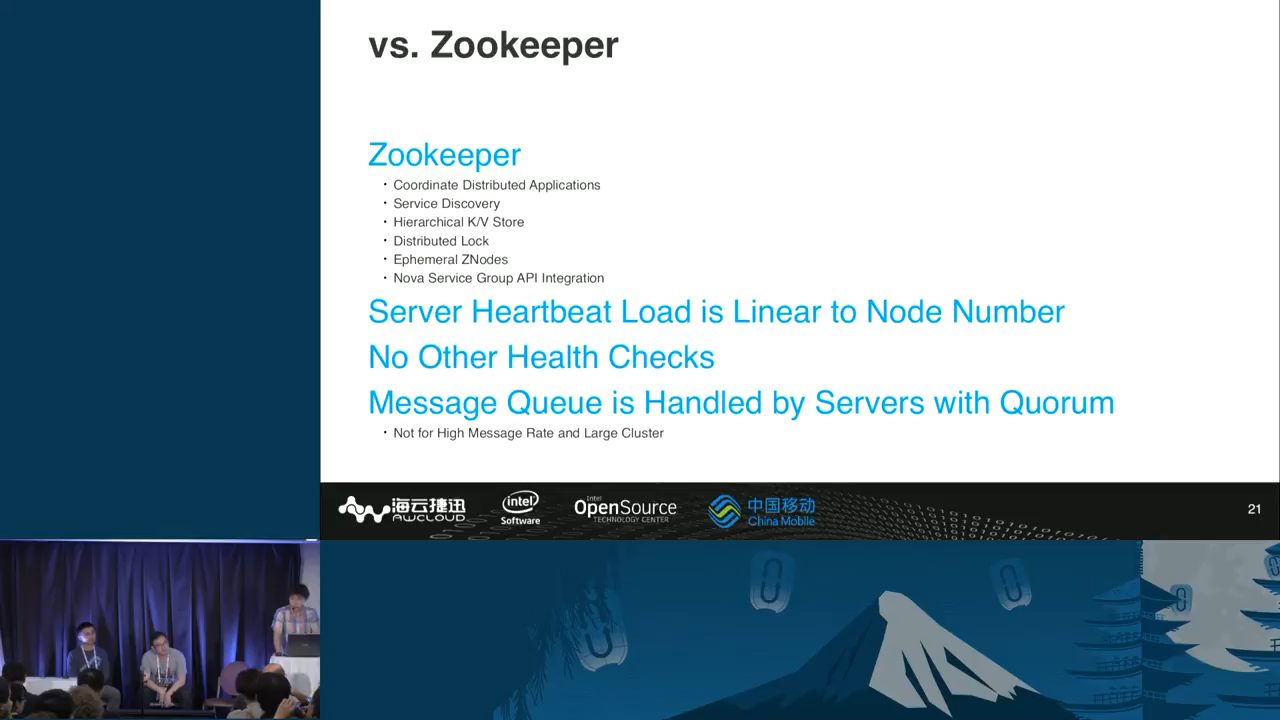 vs. Zookeeper
Zookeeper
• Coordinate Distributed Applications
• Service Discovery
• Hierarchical K/V Store
• Distributed Lock
• Ephemeral ZNodes
• Nova Service Group API Integration
Server Heartbeat Load is Linear to Node Number
No Other Health Checks
Message Queue is Handled by Servers with Quorum
• Not for High Message Rate and Large Cluster
海云捷迅
AWCLOUD
intel
Software
Intel
OpenSource
TECHNOLOGY CENTER
中国移动
China Mobile
21